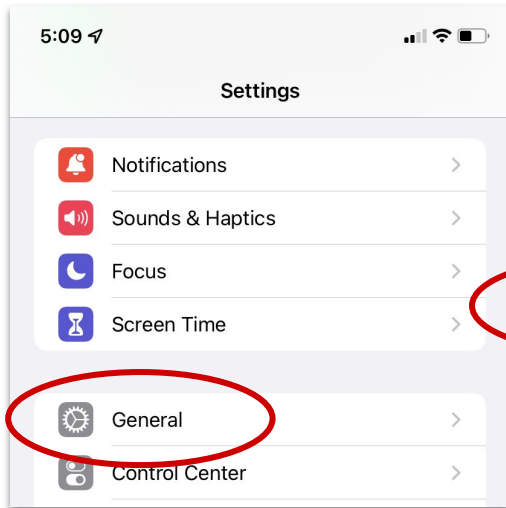 5:09
Settings
Notifications
Sounds & Haptics
Focus
Screen Time
General
Control Center